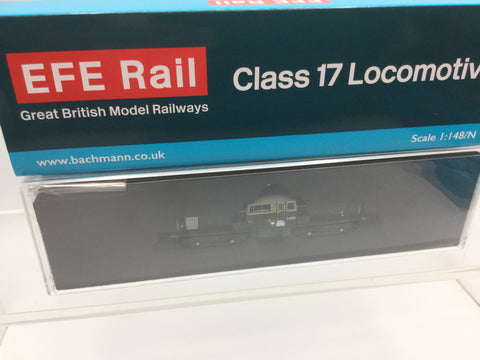 EFE Rail
Class 17 Locomotiv
Great British Model Railways
www.bachmann.co.uk
Scale 1:148/N